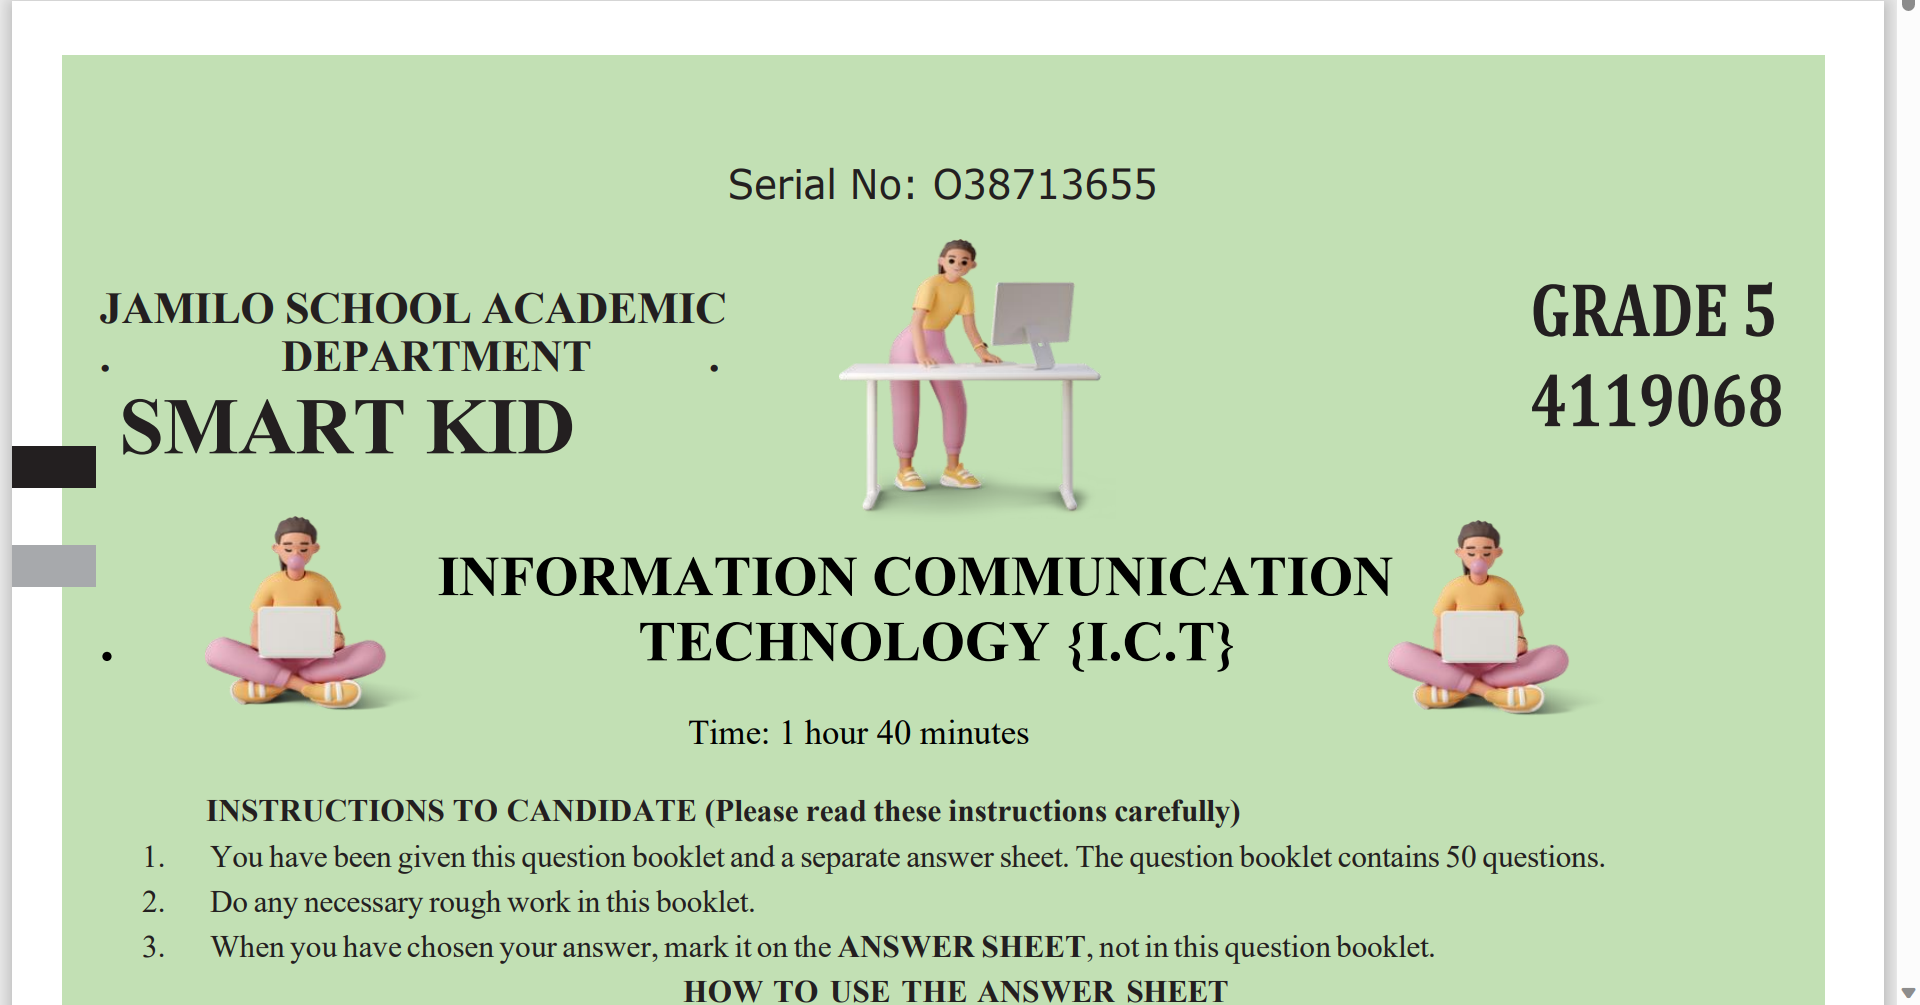 Serial No: O38713655
JAMILO SCHOOL ACADEMIC
. DEPARTMENT .
SMART KID
GRADE 5
4119068
INFORMATION COMMUNICATION
. TECHNOLOGY {I.C.T}
Time: 1 hour 40 minutes
INSTRUCTIONS TO CANDIDATE (Please read these instructions carefully)
1. You have been given this question booklet and a separate answer sheet. The question booklet contains 50 questions.
2. Do any necessary rough work in this booklet.
3. When you have chosen your answer, mark it on the ANSWER SHEET, not in this question booklet.
HOW TO USE THE ANSWER SHEET